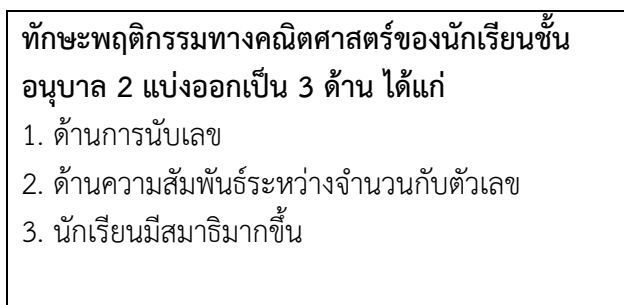 ทักษะพฤติกรรมทางคณิตศาสตร์ของนักเรียนชั้น
อนุบาล 2 แบ่งออกเป็น 3 ด้าน ได้แก่
1. ด้านการนับเลข
2. ด้านความสัมพันธ์ระหว่างจำนวนกับตัวเลข
3. นักเรียนมีสมาธิมากขึ้น